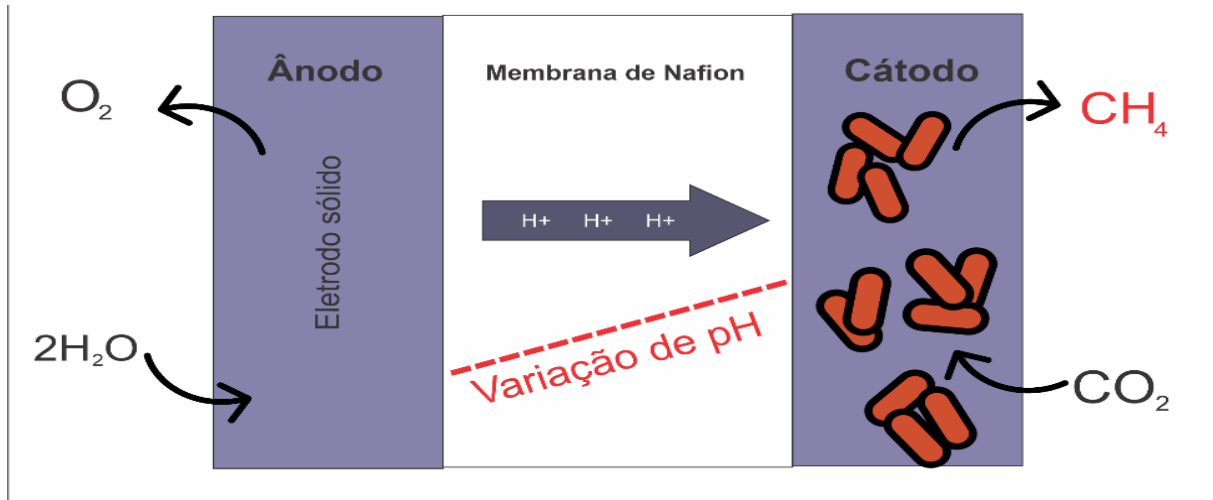 Ânodo
Membrana de Nafion
Cátodo
O₂
CH₄
Eletrodo sólido
H+ H+ H+
2H₂O
Variação de pH
CO₂